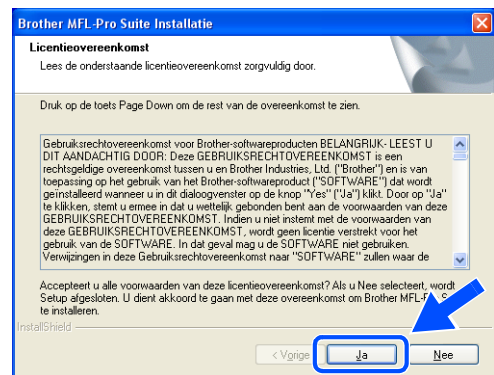 Brother MFL-Pro Suite Installatie
Licentieovereenkomst
Lees de onderstaande licentieovereenkomst zorgvuldig door.
Druk op de toets Page Down om de rest van de overeenkomst te zien.
Gebruiksrechtovereenkomst voor Brother-softwareproducten BELANGRIJK- LEEST U
DIT AANDACHTIG DOOR: Deze GEBRUIKSRECHTOVEREENKOMST is een
rechtsgeldige overeenkomst tussen u en Brother Industries, Ltd. ("Brother") en is van
toepassing op het gebruik van het Brother-softwareproduct ("SOFTWARE") dat wordt
geïnstalleerd wanneer u in dit dialoogvenster op de knop "Yes" ("Ja") klikt. Door op "Ja"
te klikken, stemt u ermee in dat u wettelijk gebonden bent aan de voorwaarden van deze
GEBRUIKSRECHTOVEREENKOMST. Indien u niet instemt met de voorwaarden van
deze GEBRUIKSRECHTOVEREENKOMST, wordt geen licentie verstrekt voor het
gebruik van de SOFTWARE. In dat geval mag u de SOFTWARE niet gebruiken.
Verwijzingen in deze Gebruiksrechtovereenkomst naar "SOFTWARE" zullen waar de
Accepteert u alle voorwaarden van deze licentieovereenkomst? Als u Nee selecteert, wordt
Setup afgesloten. U dient akkoord te gaan met deze overeenkomst om Brother MFL-
te installeren.
InstallShield
< Vorige
Ja
Nee